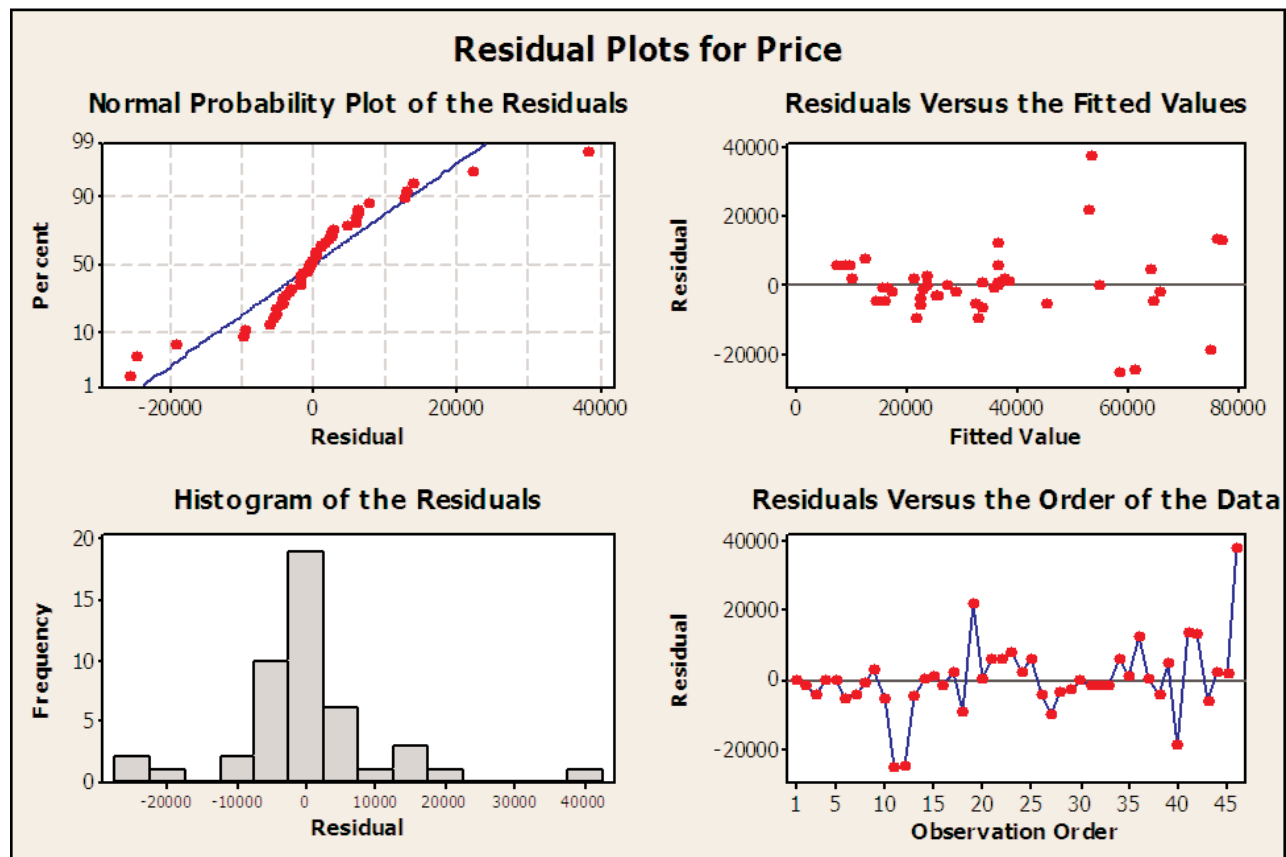 Residual Plots for Price
Normal Probability Plot of the Residuals
99
90
50
10
1
Percent
-20000 0 20000 40000
Residual
Residuals Versus the Fitted Values
40000
20000
0
-20000
Residual
0 20000 40000 60000 80000
Fitted Value
Histogram of the Residuals
20
15
10
5
0
Frequency
-20000 -10000 0 10000 20000 30000 40000
Residual
Residuals Versus the Order of the Data
40000
20000
0
-20000
Residual
1 5 10 15 20 25 30 35 40 45
Observation Order